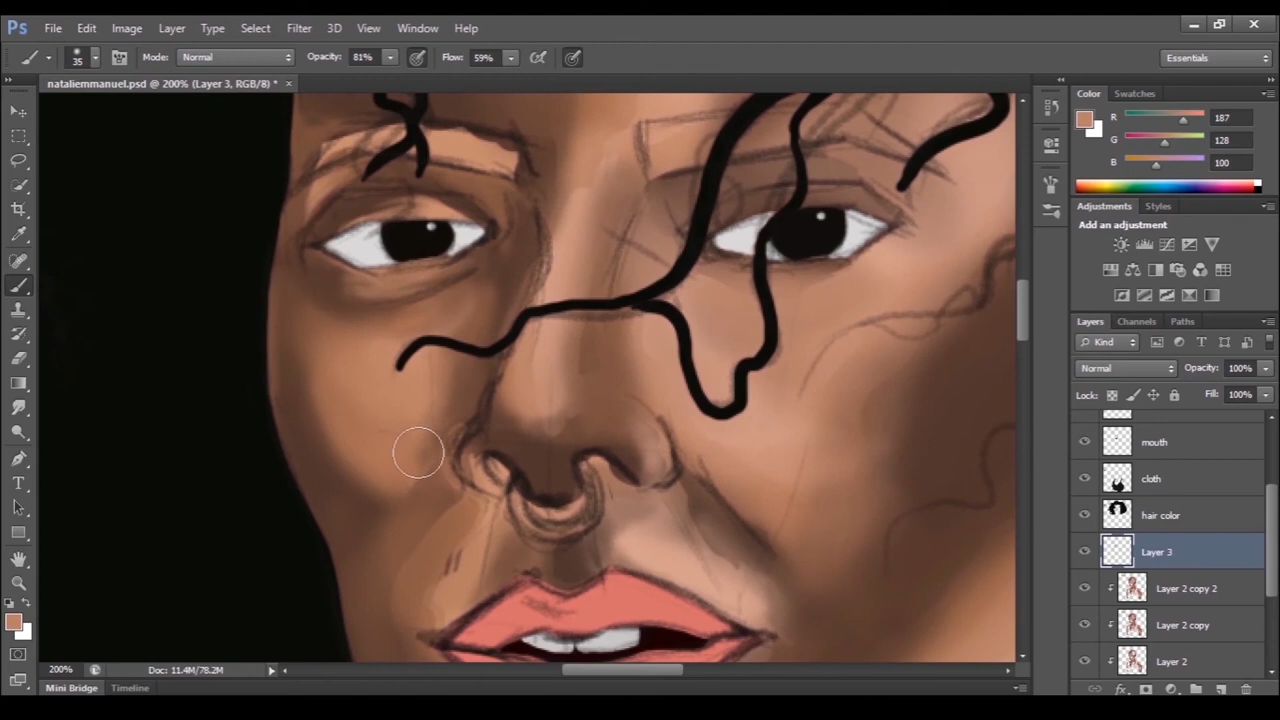 Ps File Edit Image Layer Type Select Filter 3D View Window Help
35 Mode: Normal Opacity: 81% Flow: 59% Essentials
nataliemmanuel.psd @ 200% (Layer 3, RGB/8) * ×
Color Swatches
R 187
G 128
B 100
Adjustments Styles
Add an adjustment
Layers Channels Paths
Kind
Normal Opacity: 100%
Lock: Fill: 100%
mouth
cloth
hair color
Layer 3
Layer 2 copy 2
Layer 2 copy
Layer 2
200% Doc: 11.4M/78.2M
Mini Bridge Timeline